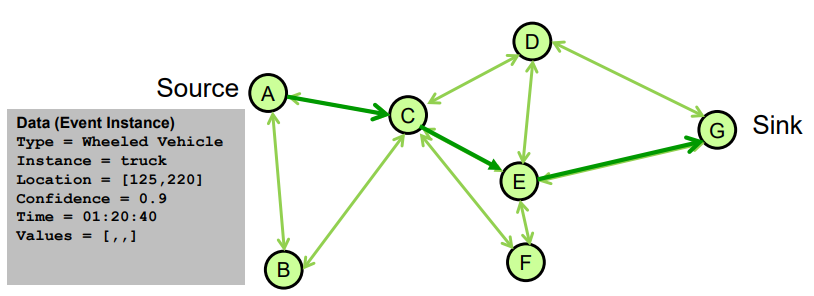 D
Source
A
C
G
Sink
Data (Event Instance)
Type = Wheeled Vehicle
Instance = truck
Location = [125,220]
Confidence = 0.9
Time = 01:20:40
Values = [,,]
E
B
F